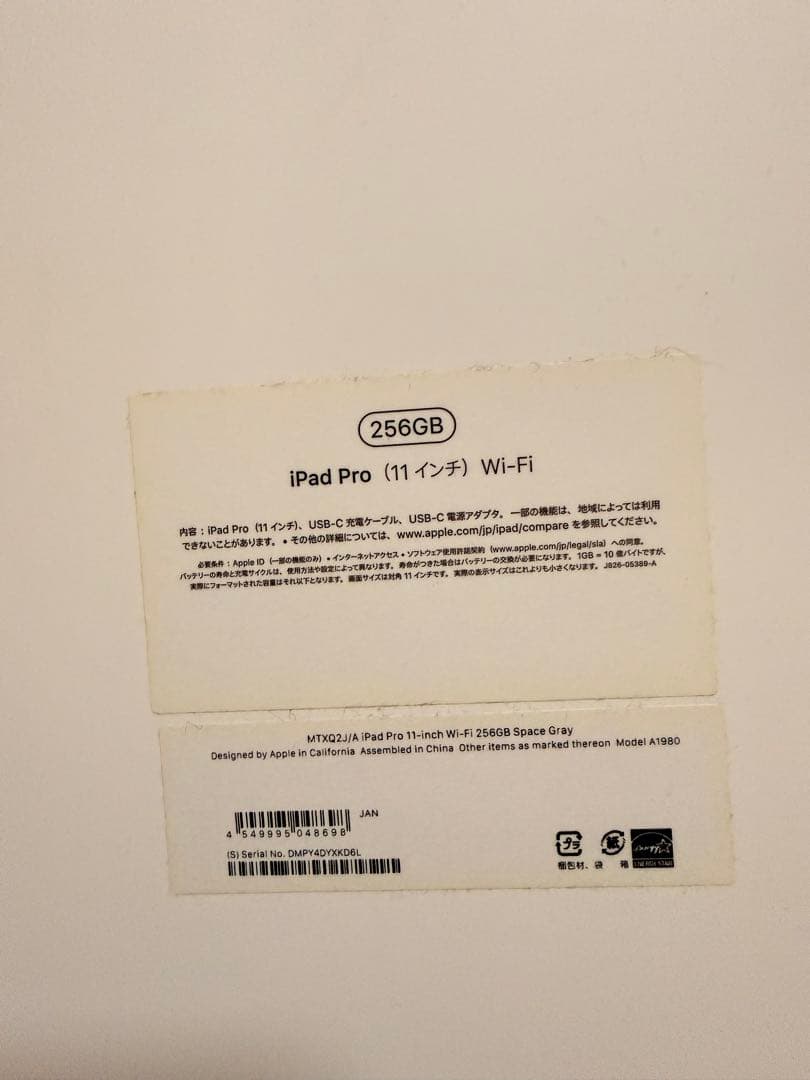 256GB
iPad Pro（11 インチ）Wi-Fi
内容：iPad Pro（11インチ）、USB-C 充電ケーブル、USB-C 電源アダプタ。一部の機能は、地域によっては利用
できないことがあります。• その他の詳細については、www.apple.com/jp/ipad/compare を参照してください。
必要条件：Apple ID（一部の機能のみ）• インターネットアクセス • ソフトウェア使用許諾契約（www.apple.com/jp/legal/sla）への同意。
バッテリーの寿命と充電サイクルは、使用方法や設定によって異なります。寿命がつきた場合はバッテリーの交換が必要になります。1GB = 10 億バイトですが、
実際にフォーマットされた容量はそれ以下となります。画面サイズは対角 11 インチです。実際の表示サイズはこれよりも小さくなります。J826-05389-A
MTXQ2J/A iPad Pro 11-inch Wi-Fi 256GB Space Gray
Designed by Apple in California Assembled in China Other items as marked thereon Model A1980
JAN
4 549995 048698
(S) Serial No. DMPY4DYXKD6L
プラ 紙
梱包材、袋 箱
ENERGY STAR